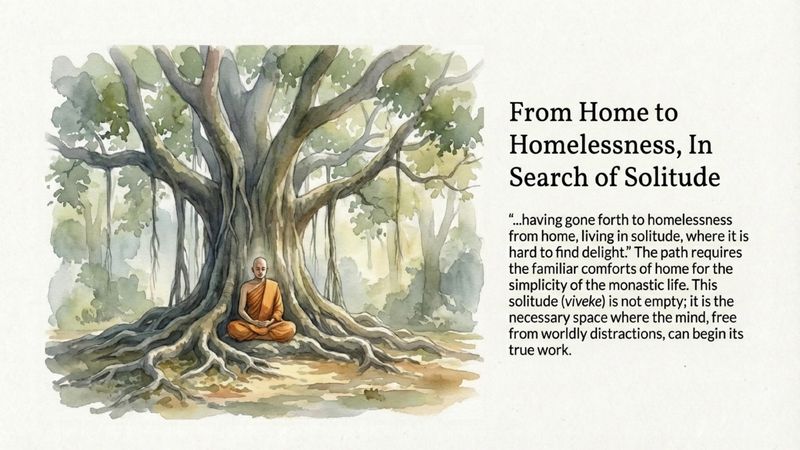 From Home to
Homelessness, In
Search of Solitude
“...having gone forth to homelessness
from home, living in solitude, where it is
hard to find delight.” The path requires
the familiar comforts of home for the
simplicity of the monastic life. This
solitude (viveke) is not empty; it is the
necessary space where the mind, free
from worldly distractions, can begin its
true work.